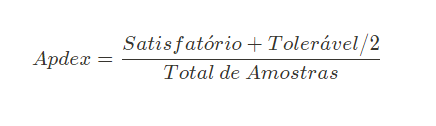 Apdex = Satisfatório + Tolerável/2
Total de Amostras